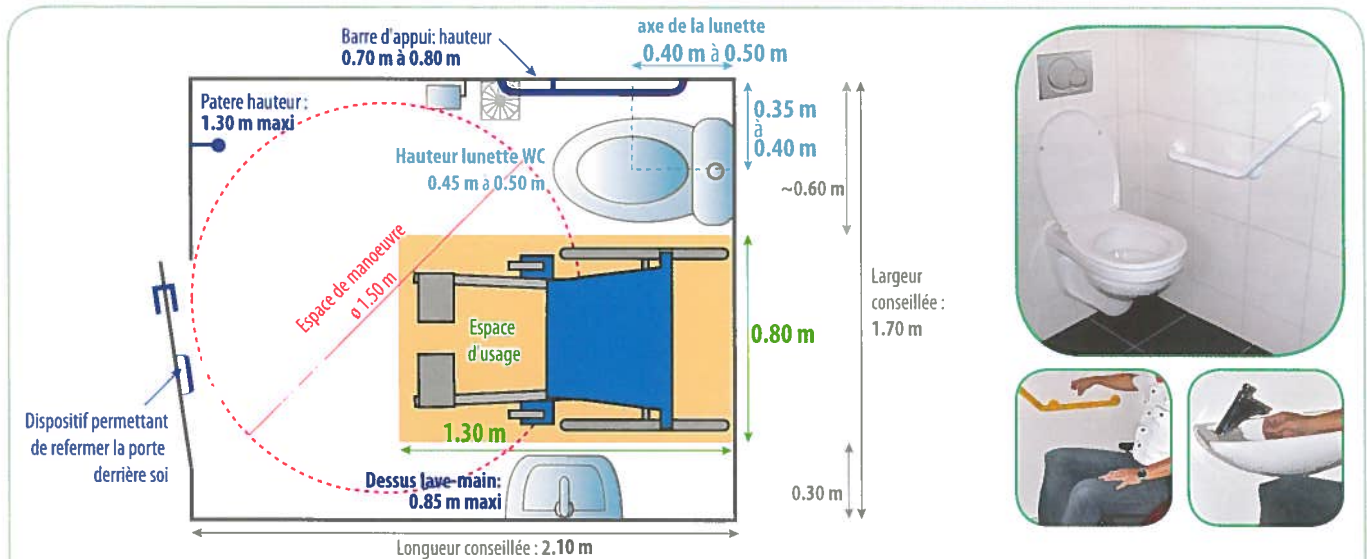 Barre d'appui: hauteur
0.70 m à 0.80 m
axe de la lunette
0.40 m à 0.50 m
Patere hauteur :
1.30 m maxi
0.35 m
à
0.40 m
Hauteur lunette WC
0.45 m à 0.50 m
~0.60 m
Espace de manoeuvre
ø 1.50 m
Largeur
conseillée :
1.70 m
Espace
d'usage
0.80 m
Dispositif permettant
de refermer la porte
derrière soi
1.30 m
Dessus lave-main:
0.85 m maxi
0.30 m
Longueur conseillée : 2.10 m